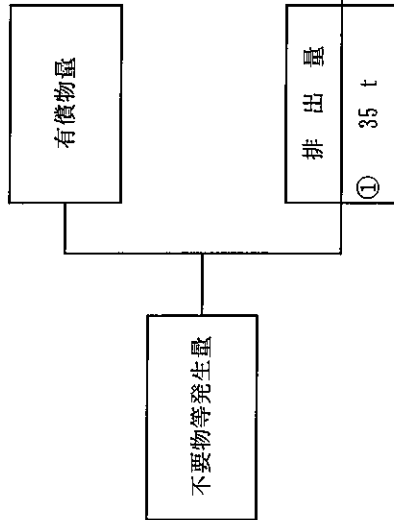 不要物等発生量
有償物量
排出量
① 35 t